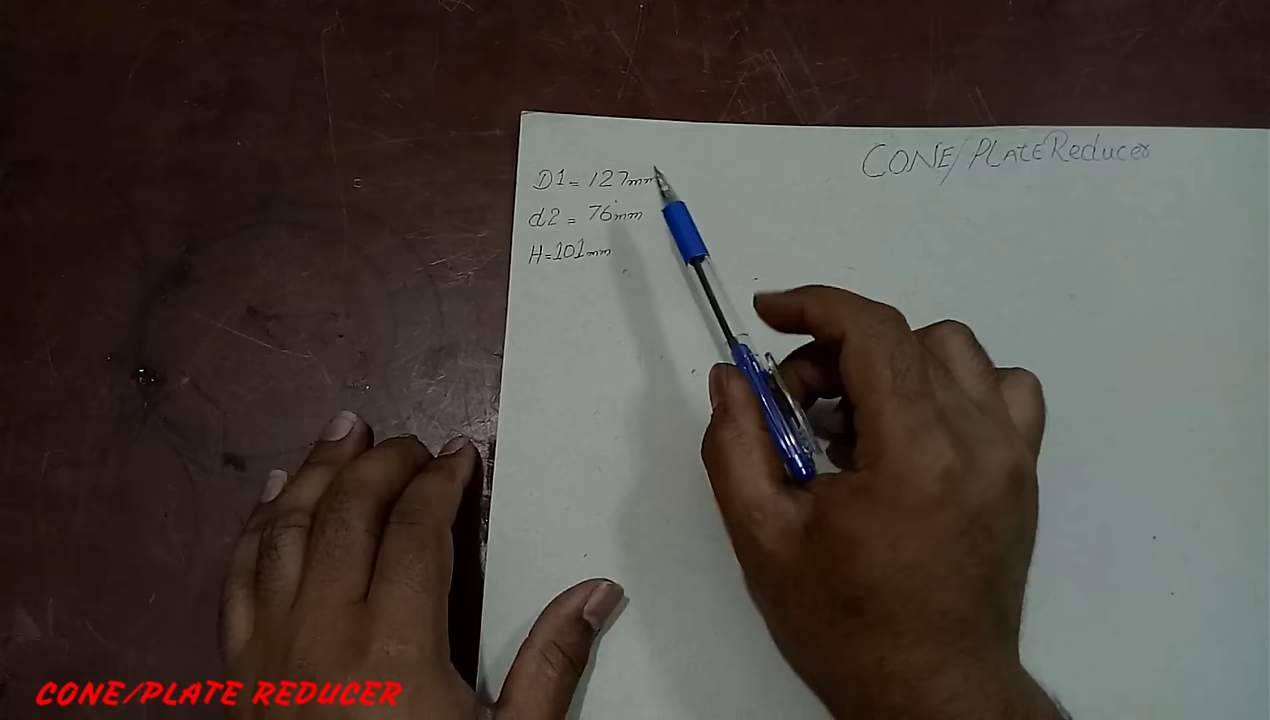 CONE/PLATE Reducer
D1 = 127mm
d2 = 76mm
H = 101mm
CONE/PLATE REDUCER